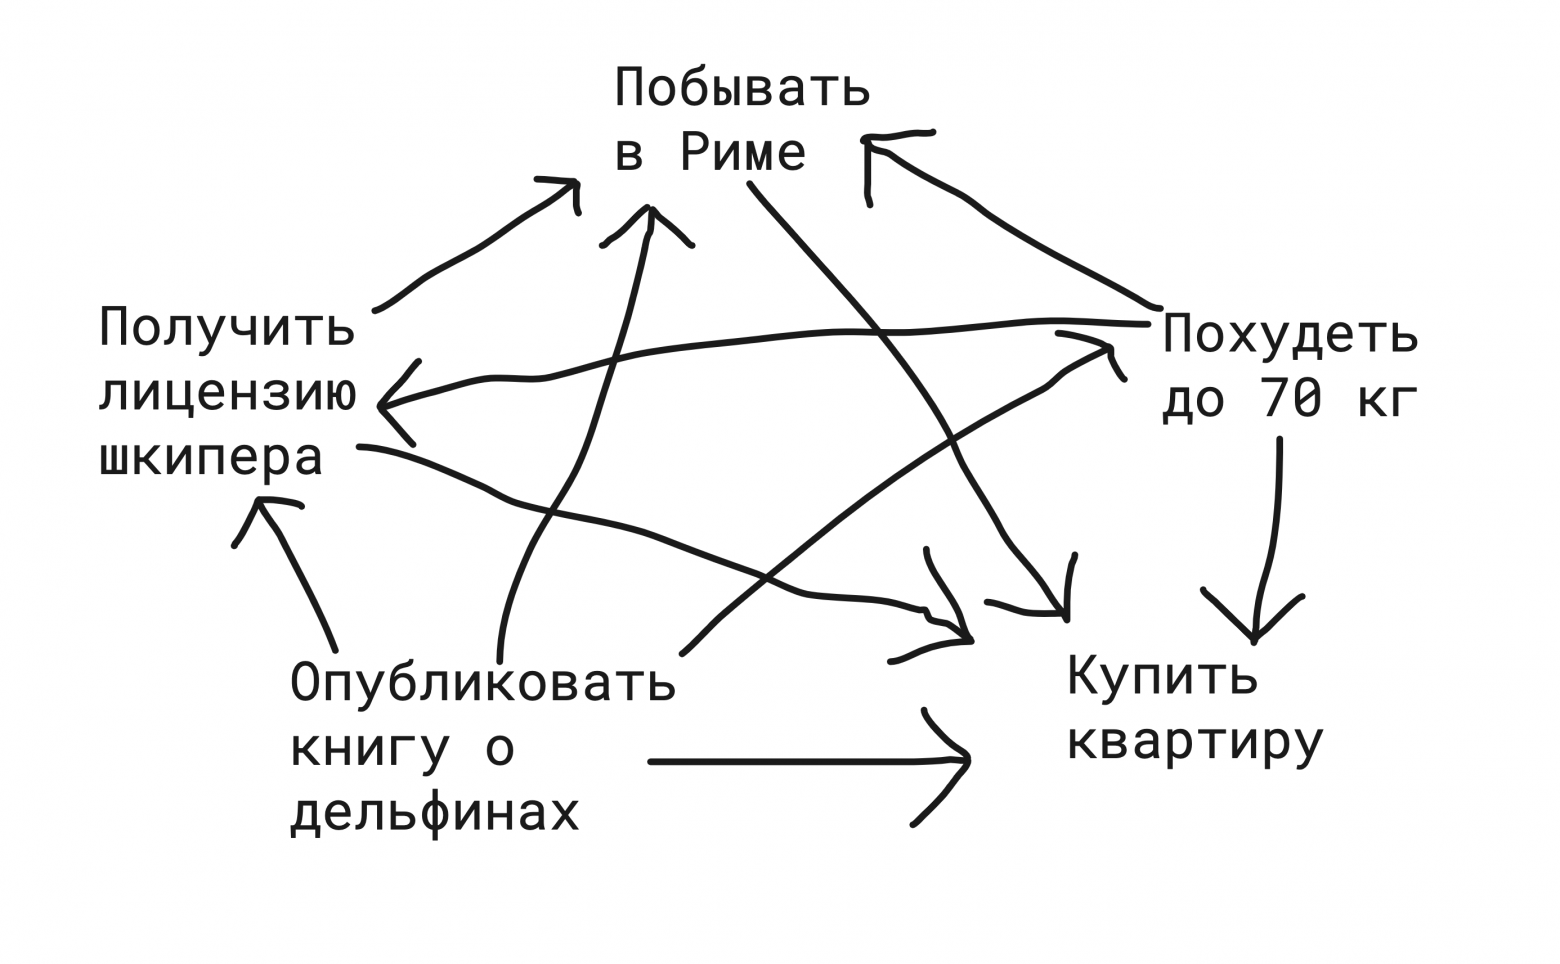 Побывать
в Риме
Получить
лицензию
шкипера
Похудеть
до 70 кг
Опубликовать
книгу о
дельфинах
Купить
квартиру